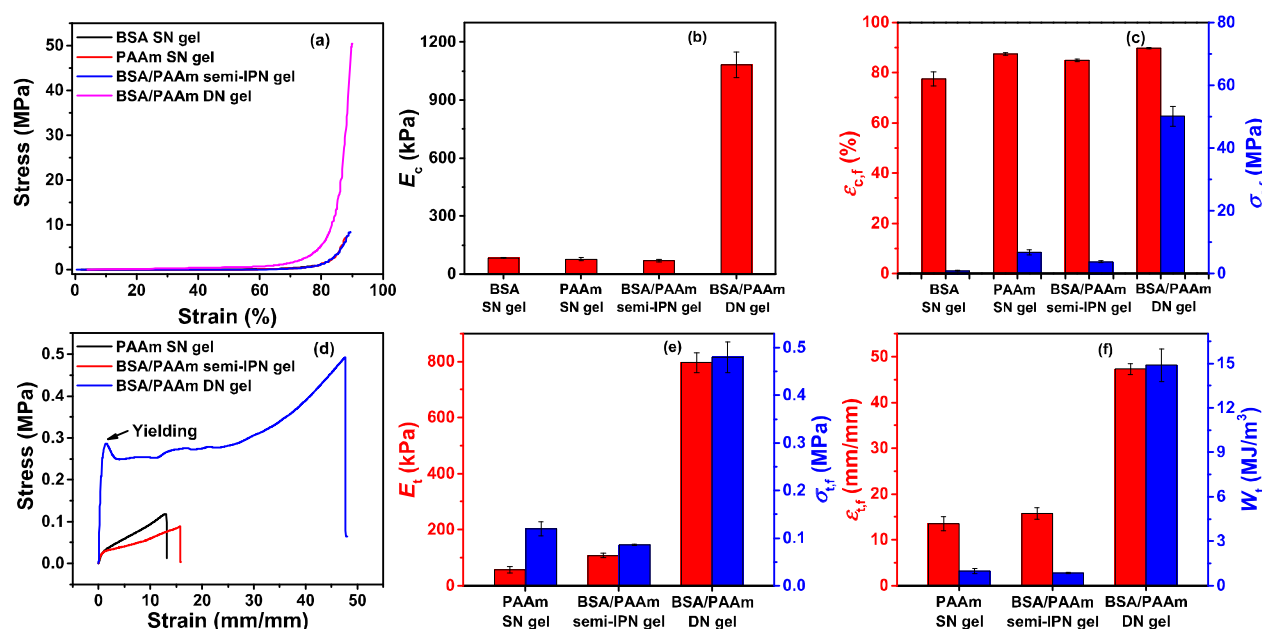 (a)
BSA SN gel
PAAm SN gel
BSA/PAAm semi-IPN gel
BSA/PAAm DN gel
Stress (MPa)
50
40
30
20
10
0
0 20 40 60 80 100
Strain (%)
(b)
E_c (kPa)
1200
900
600
300
0
BSA PAAm BSA/PAAm BSA/PAAm
SN gel SN gel semi-IPN gel DN gel
(c)
ε_c,f (%)
100
80
60
40
20
0
(MPa)
80
60
40
20
0
BSA PAAm BSA/PAAm BSA/PAAm
SN gel SN gel semi-IPN gel DN gel
(d)
PAAm SN gel
BSA/PAAm semi-IPN gel
BSA/PAAm DN gel
Yielding
Stress (MPa)
0.5
0.4
0.3
0.2
0.1
0.0
0 10 20 30 40 50
Strain (mm/mm)
(e)
E_t (kPa)
800
600
400
200
0
σ_t,f (MPa)
0.5
0.4
0.3
0.2
0.1
0.0
PAAm BSA/PAAm BSA/PAAm
SN gel semi-IPN gel DN gel
(f)
ε_t,f (mm/mm)
50
40
30
20
10
0
(MJ/m³)
15
12
9
6
3
0
PAAm BSA/PAAm BSA/PAAm
SN gel semi-IPN gel DN gel